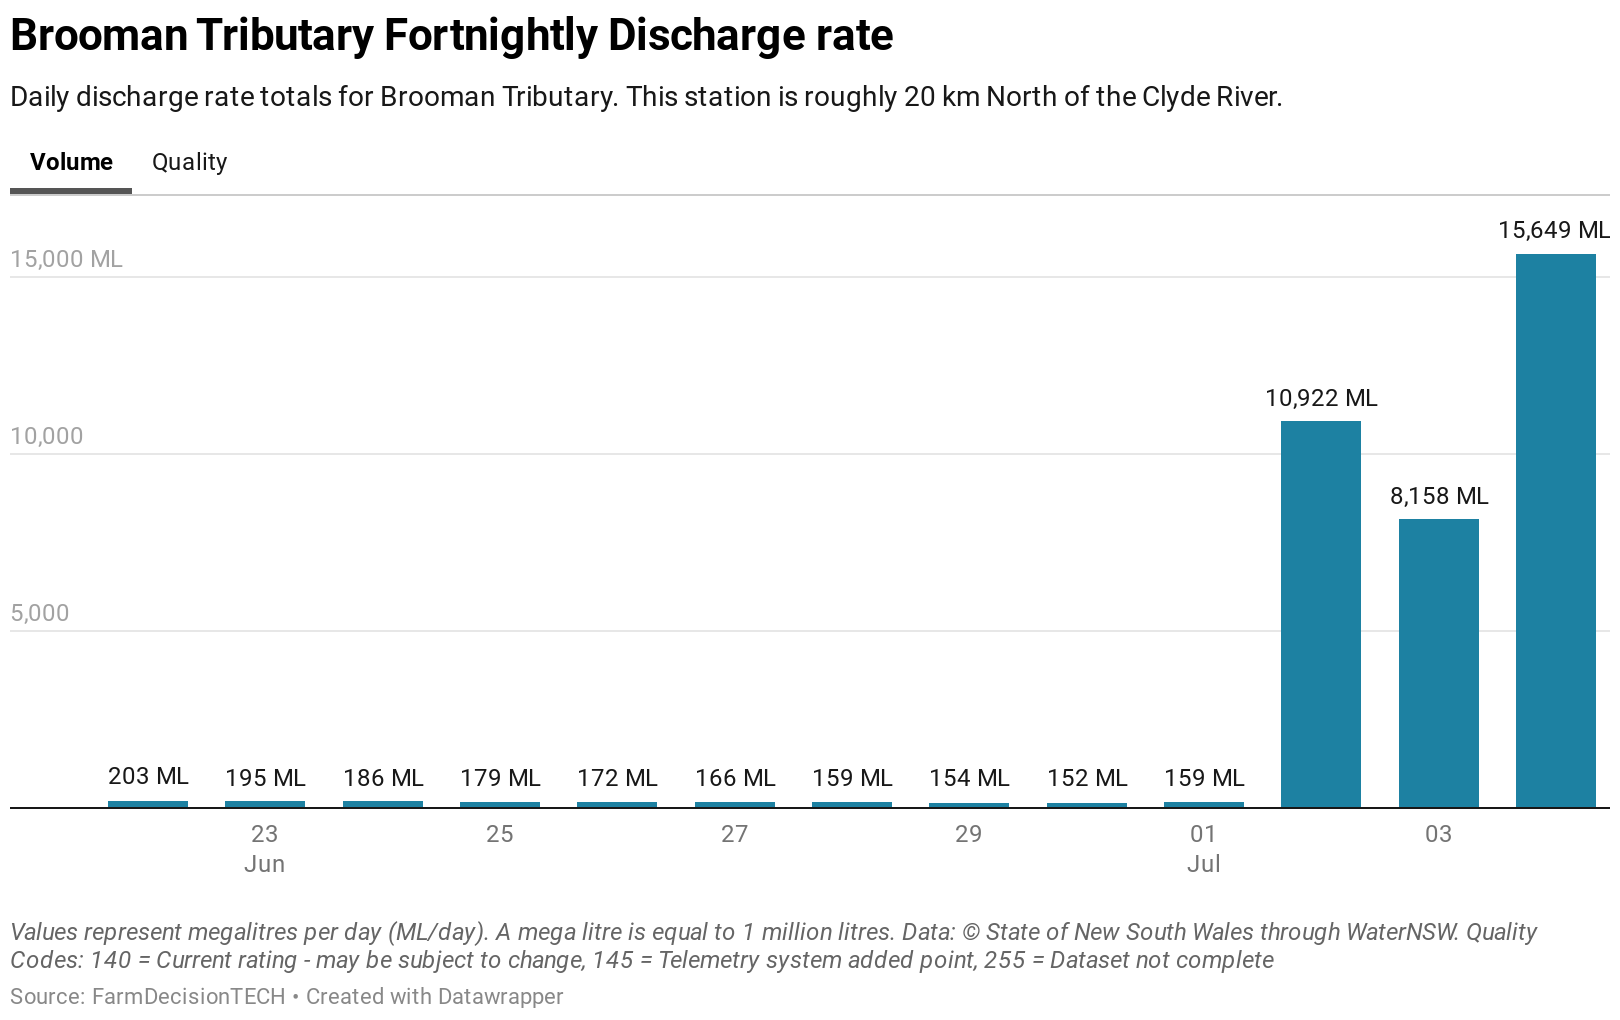 Brooman Tributary Fortnightly Discharge rate
Daily discharge rate totals for Brooman Tributary. This station is roughly 20 km North of the Clyde River.
Volume Quality
15,649 ML
15,000 ML
10,922 ML
10,000
8,158 ML
5,000
203 ML 195 ML 186 ML 179 ML 172 ML 166 ML 159 ML 154 ML 152 ML 159 ML
23 25 27 29 01 03
Jun Jul
Values represent megalitres per day (ML/day). A mega litre is equal to 1 million litres. Data: © State of New South Wales through WaterNSW. Quality
Codes: 140 = Current rating - may be subject to change, 145 = Telemetry system added point, 255 = Dataset not complete
Source: FarmDecisionTECH • Created with Datawrapper